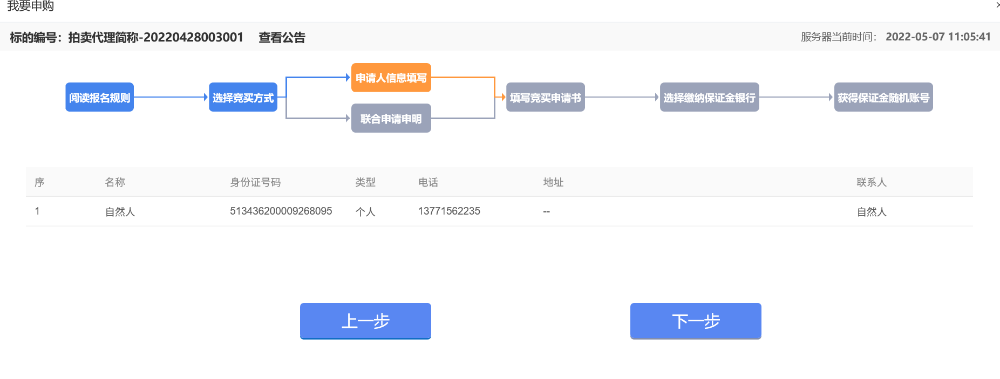 我要申购
标的编号：拍卖代理简称-20220428003001 查看公告 服务器当前时间： 2022-05-07 11:05:41
阅读报名规则 选择竞买方式 申请人信息填写 联合申请申明 填写竞买申请书 选择缴纳保证金银行 获得保证金随机账号
序 名称 身份证号码 类型 电话 地址 联系人
1 自然人 513436200009268095 个人 13771562235 -- 自然人
上一步 下一步